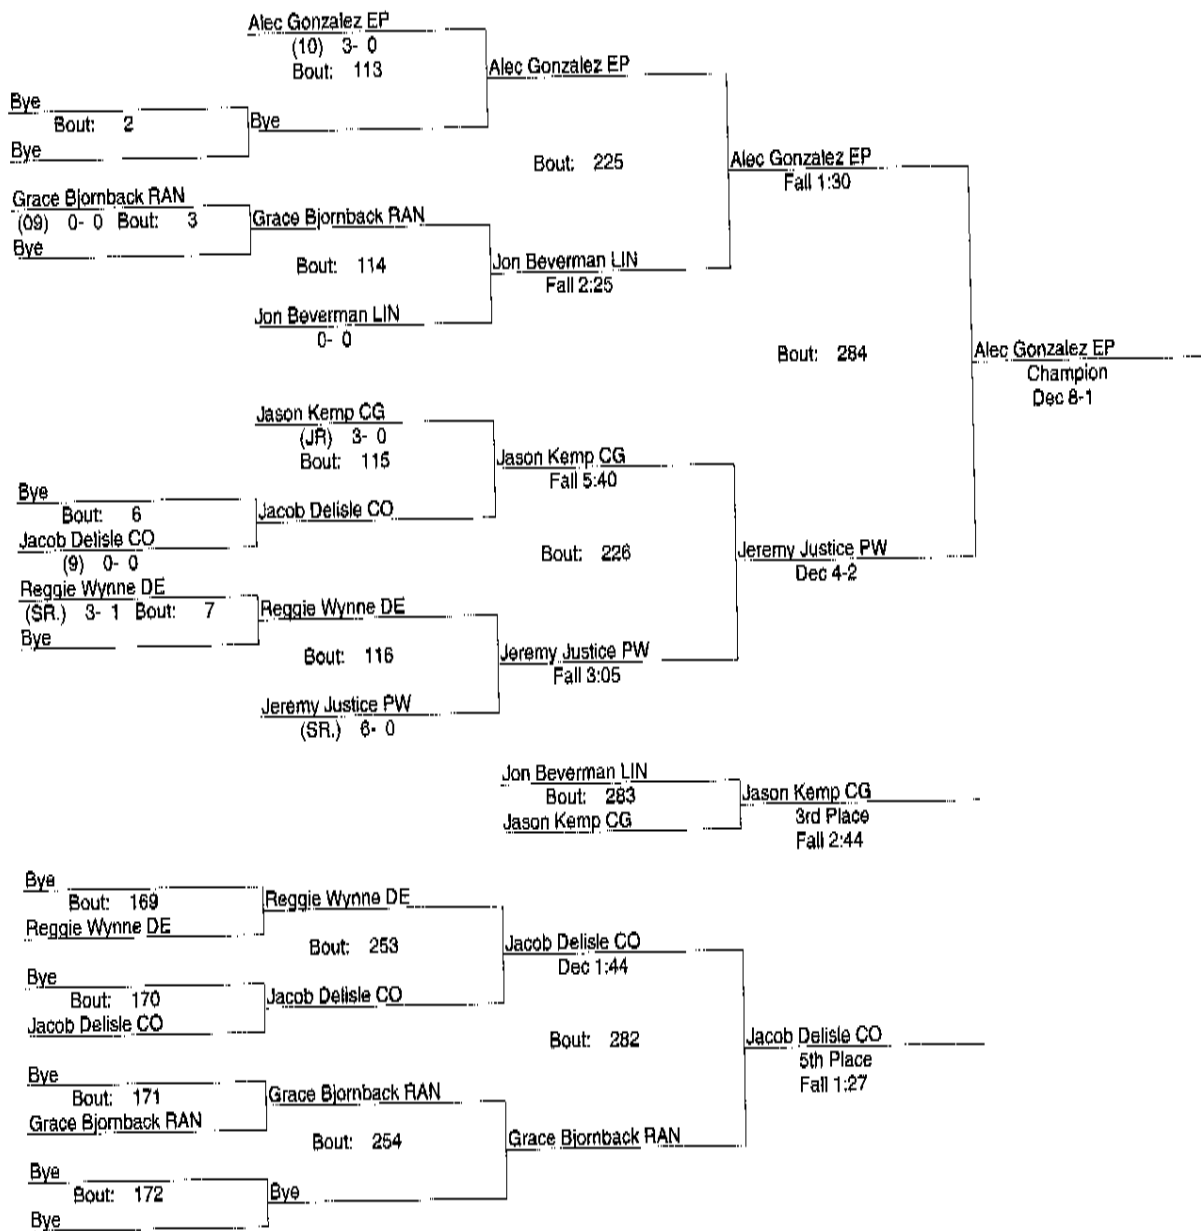 Alec Gonzalez EP
(10) 3- 0
Bout: 113
Alec Gonzalez EP
Bye
Bout: 2
Bye
Bye
Bout: 225
Alec Gonzalez EP
Fall 1:30
Grace Bjornback RAN
(09) 0- 0 Bout: 3
Bye
Grace Bjornback RAN
Bout: 114
Jon Beverman LIN
Fall 2:25
Jon Beverman LIN
0- 0
Bout: 284
Alec Gonzalez EP
Champion
Dec 8-1
Jason Kemp CG
(JR) 3- 0
Bout: 115
Jason Kemp CG
Fall 5:40
Bye
Bout: 6
Jacob Delisle CO
Jacob Delisle CO
(9) 0- 0
Bout: 226
Jeremy Justice PW
Dec 4-2
Reggie Wynne DE
(SR.) 3- 1 Bout: 7
Bye
Reggie Wynne DE
Bout: 116
Jeremy Justice PW
Fall 3:05
Jeremy Justice PW
(SR.) 6- 0
Jon Beverman LIN
Bout: 283
Jason Kemp CG
Jason Kemp CG
3rd Place
Fall 2:44
Bye
Bout: 169
Reggie Wynne DE
Reggie Wynne DE
Bout: 253
Jacob Delisle CO
Dec 1:44
Bye
Bout: 170
Jacob Delisle CO
Jacob Delisle CO
Bout: 282
Jacob Delisle CO
5th Place
Fall 1:27
Bye
Bout: 171
Grace Bjornback RAN
Grace Bjornback RAN
Bout: 254
Grace Bjornback RAN
Bye
Bout: 172
Bye
Bye